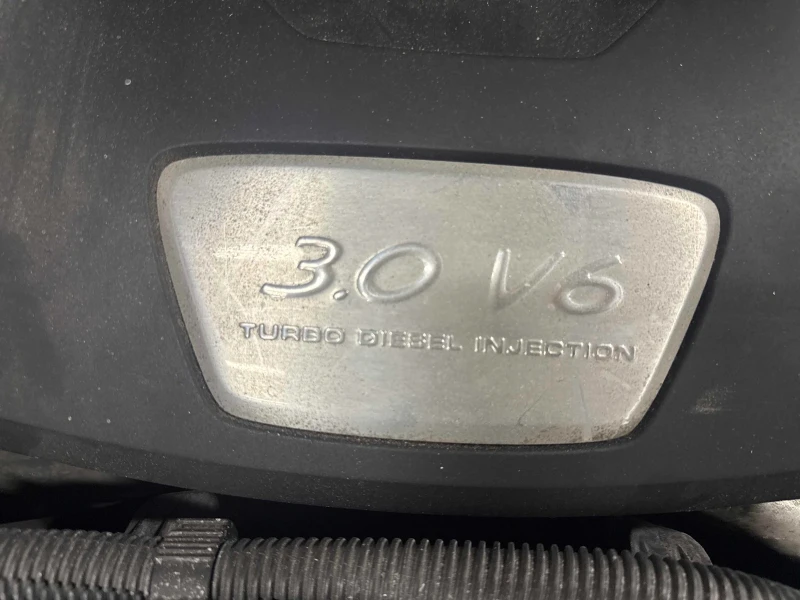 3.0 V6
TURBO DIESEL INJECTION